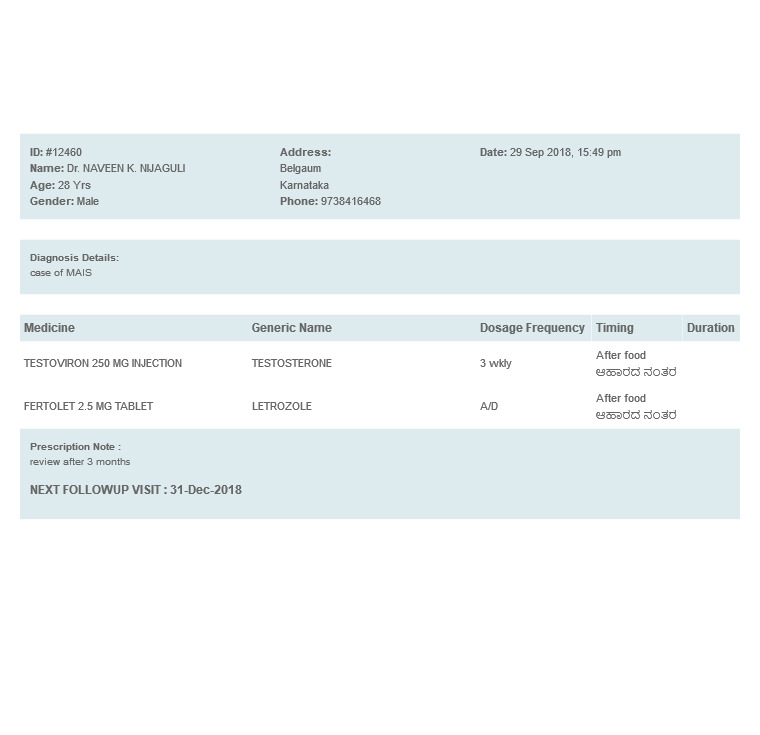 ID: #12460
Name: Dr. NAVEEN K. NIJAGULI
Age: 28 Yrs
Gender: Male
Address:
Belgaum
Karnataka
Phone: 9738416468
Date: 29 Sep 2018, 15:49 pm
Diagnosis Details:
case of MAIS
Medicine Generic Name Dosage Frequency Timing Duration
TESTOVIRON 250 MG INJECTION TESTOSTERONE 3 wkly After food
ಆಹಾರದ ನಂತರ
FERTOLET 2.5 MG TABLET LETROZOLE A/D After food
ಆಹಾರದ ನಂತರ
Prescription Note :
review after 3 months
NEXT FOLLOWUP VISIT : 31-Dec-2018